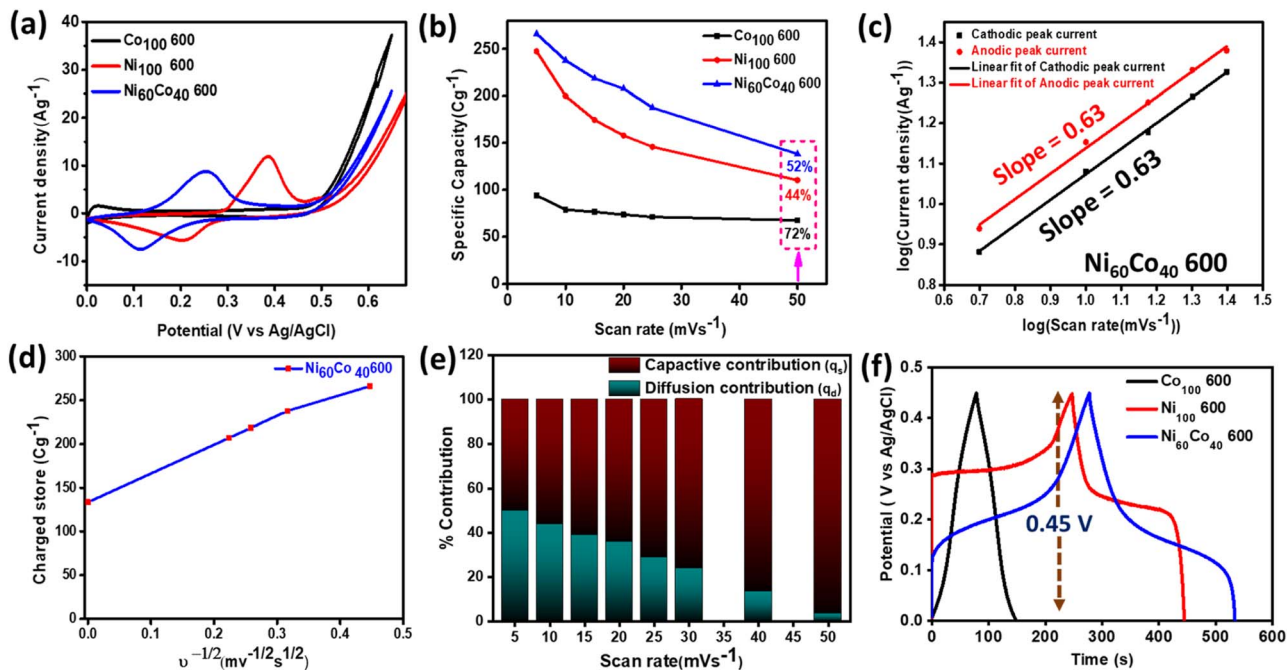 (a)
40
30
20
10
0
-10
Current density(Ag⁻¹)
Co₁₀₀ 600
Ni₁₀₀ 600
Ni₆₀Co₄₀ 600
0.0 0.1 0.2 0.3 0.4 0.5 0.6
Potential (V vs Ag/AgCl)
(b)
250
200
150
100
50
0
Specific Capacity(Cg⁻¹)
Co₁₀₀ 600
Ni₁₀₀ 600
Ni₆₀Co₄₀ 600
52%
44%
72%
0 10 20 30 40 50
Scan rate (mVs⁻¹)
(c)
1.4
1.3
1.2
1.1
1.0
0.9
0.8
log(Current density(Ag⁻¹))
Cathodic peak current
Anodic peak current
Linear fit of Cathodic peak current
Linear fit of Anodic peak current
Slope = 0.63
Slope = 0.63
Ni₆₀Co₄₀ 600
0.6 0.7 0.8 0.9 1.0 1.1 1.2 1.3 1.4 1.5
log(Scan rate(mVs⁻¹))
(d)
300
250
200
150
100
50
0
Charged store (Cg⁻¹)
Ni₆₀Co ₄₀600
0.0 0.1 0.2 0.3 0.4 0.5
υ ⁻¹/²(mv⁻¹/²s¹/²)
(e)
120
100
80
60
40
20
0
% Contribution
Capactive contribution (qₛ)
Diffusion contribution (q_d)
5 10 15 20 25 30 35 40 45 50
Scan rate(mVs⁻¹)
(f)
0.5
0.4
0.3
0.2
0.1
0.0
Potential ( V vs Ag/AgCl)
Co₁₀₀ 600
Ni₁₀₀ 600
Ni₆₀Co₄₀ 600
0.45 V
0 100 200 300 400 500 600
Time (s)